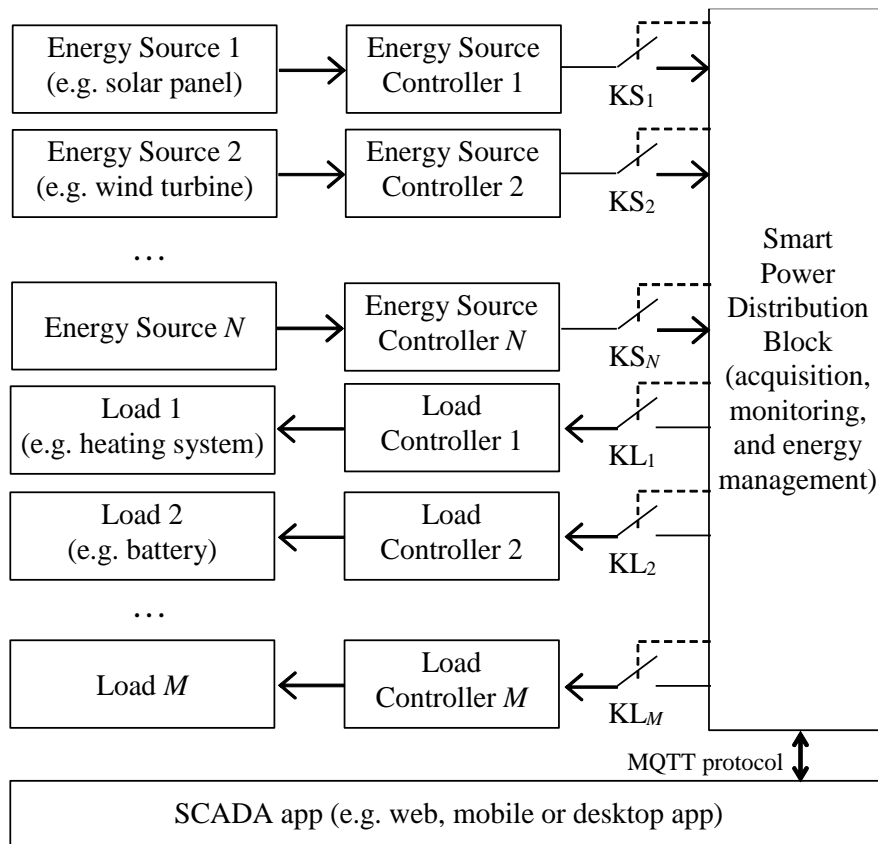 Energy Source 1
(e.g. solar panel)
Energy Source
Controller 1
KS1
Energy Source 2
(e.g. wind turbine)
Energy Source
Controller 2
KS2
...
Energy Source N
Energy Source
Controller N
KSN
Smart
Power
Distribution
Block
(acquisition,
monitoring,
and energy
management)
Load 1
(e.g. heating system)
Load
Controller 1
KL1
Load 2
(e.g. battery)
Load
Controller 2
KL2
...
Load M
Load
Controller M
KLM
MQTT protocol
SCADA app (e.g. web, mobile or desktop app)